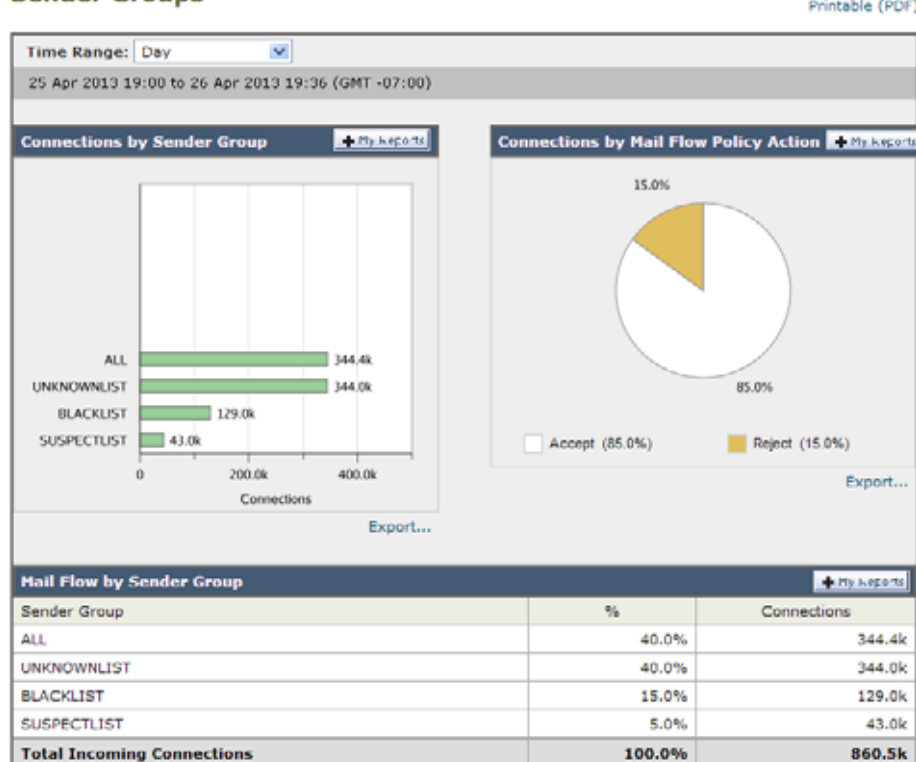 Sender Groups
Printable (PDF)
Time Range: Day
25 Apr 2013 19:00 to 26 Apr 2013 19:36 (GMT -07:00)
Connections by Sender Group
My Reports
ALL 344.4k
UNKNOWNLIST 344.0k
BLACKLIST 129.0k
SUSPECTLIST 43.0k
0 200.0k 400.0k
Connections
Export...
Connections by Mail Flow Policy Action
My Reports
15.0%
85.0%
Accept (85.0%) Reject (15.0%)
Export...
Mail Flow by Sender Group
My Reports
Sender Group % Connections
ALL 40.0% 344.4k
UNKNOWNLIST 40.0% 344.0k
BLACKLIST 15.0% 129.0k
SUSPECTLIST 5.0% 43.0k
Total Incoming Connections 100.0% 860.5k